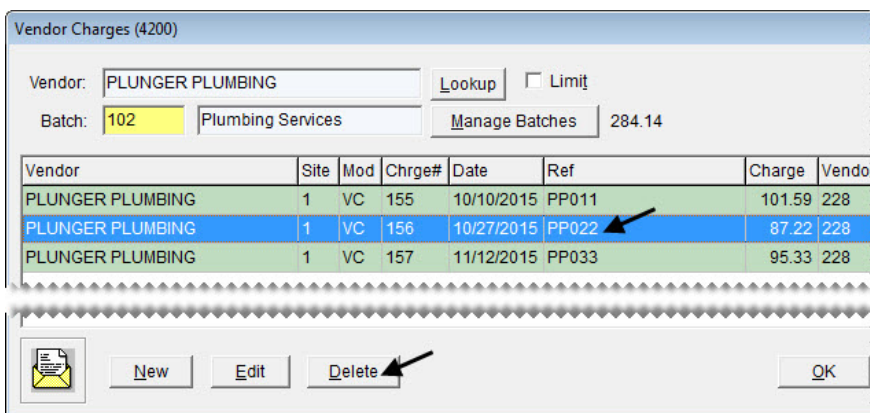 Vendor Charges (4200)
Vendor: PLUNGER PLUMBING Lookup Limit
Batch: 102 Plumbing Services Manage Batches 284.14
Vendor Site Mod Chrge# Date Ref Charge Vendo
PLUNGER PLUMBING 1 VC 155 10/10/2015 PP011 101.59 228
PLUNGER PLUMBING 1 VC 156 10/27/2015 PP022 87.22 228
PLUNGER PLUMBING 1 VC 157 11/12/2015 PP033 95.33 228
New Edit Delete OK